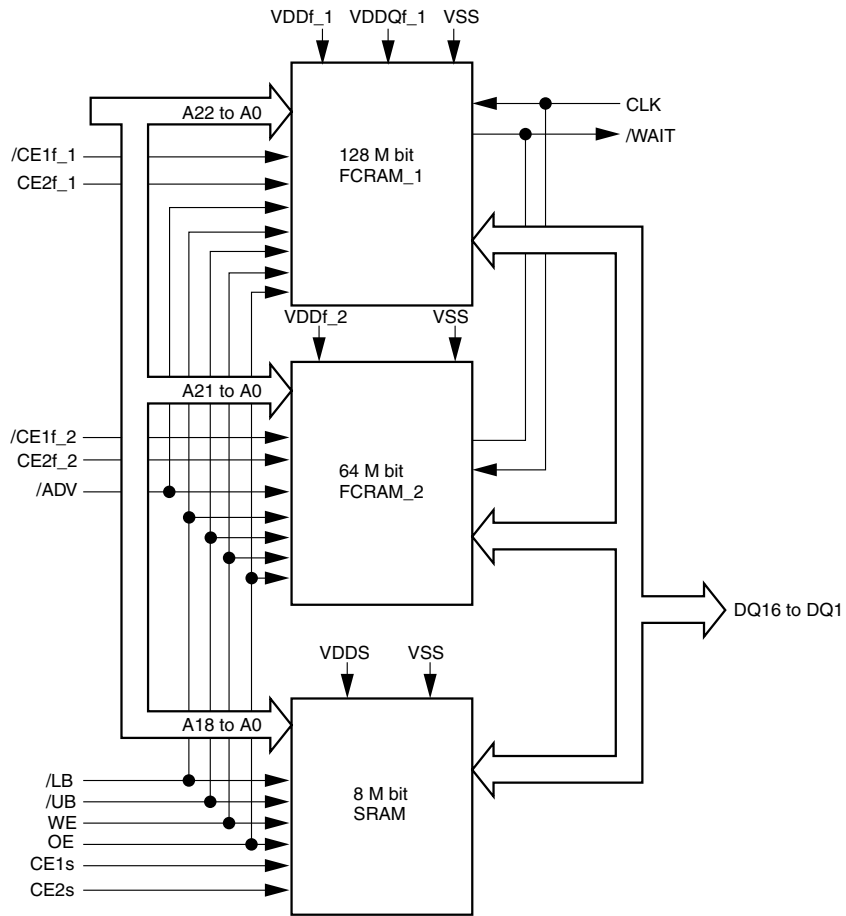 VDDf_1 VDDQf_1 VSS
A22 to A0
CLK
/WAIT
/CE1f_1
CE2f_1
128 M bit
FCRAM_1
VDDf_2 VSS
A21 to A0
/CE1f_2
CE2f_2
/ADV
64 M bit
FCRAM_2
DQ16 to DQ1
VDDS VSS
A18 to A0
/LB
/UB
WE
OE
CE1s
CE2s
8 M bit
SRAM